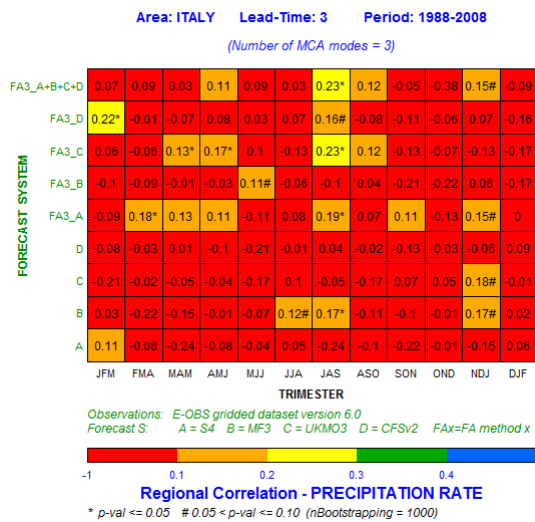 Area: ITALY Lead-Time: 3 Period: 1988-2008
(Number of MCA modes = 3)
FORECAST SYSTEM
FA3_A+B+C+D 0.07 0.09 0.03 0.11 0.09 0.03 0.23* 0.12 -0.05 -0.38 0.15# -0.09
FA3_D 0.22* -0.01 -0.07 0.08 0.03 0.07 0.16# -0.08 -0.11 -0.06 0.07 -0.16
FA3_C 0.06 -0.06 0.13* 0.17* 0.1 -0.13 0.23* 0.12 -0.13 -0.07 -0.13 -0.17
FA3_B -0.1 -0.09 -0.01 -0.03 0.11# -0.06 -0.1 0.04 -0.21 -0.22 0.06 -0.17
FA3_A -0.09 0.18* 0.13 0.11 -0.11 0.08 0.19* 0.07 0.11 -0.13 0.15# 0
D -0.08 -0.03 0.01 -0.1 -0.21 -0.01 0.04 -0.02 -0.13 -0.03 -0.06 0.09
C -0.21 -0.02 -0.05 -0.04 -0.17 0.1 -0.05 -0.17 0.07 0.05 0.18# -0.01
B 0.03 -0.22 -0.15 -0.01 -0.07 0.12# 0.17* -0.11 -0.1 -0.01 0.17# 0.02
A 0.11 -0.08 -0.24 -0.08 -0.04 0.05 -0.24 -0.1 -0.22 -0.01 -0.15 0.06
JFM FMA MAM AMJ MJJ JJA JAS ASO SON OND NDJ DJF
TRIMESTER
Observations: E-OBS gridded dataset version 6.0
Forecast S: A = S4 B = MF3 C = UKMO3 D = CFSv2 FAx=FA method x
-1 0.1 0.2 0.3 0.4
Regional Correlation - PRECIPITATION RATE
* p-val <= 0.05 # 0.05 < p-val <= 0.10 (nBootstrapping = 1000)